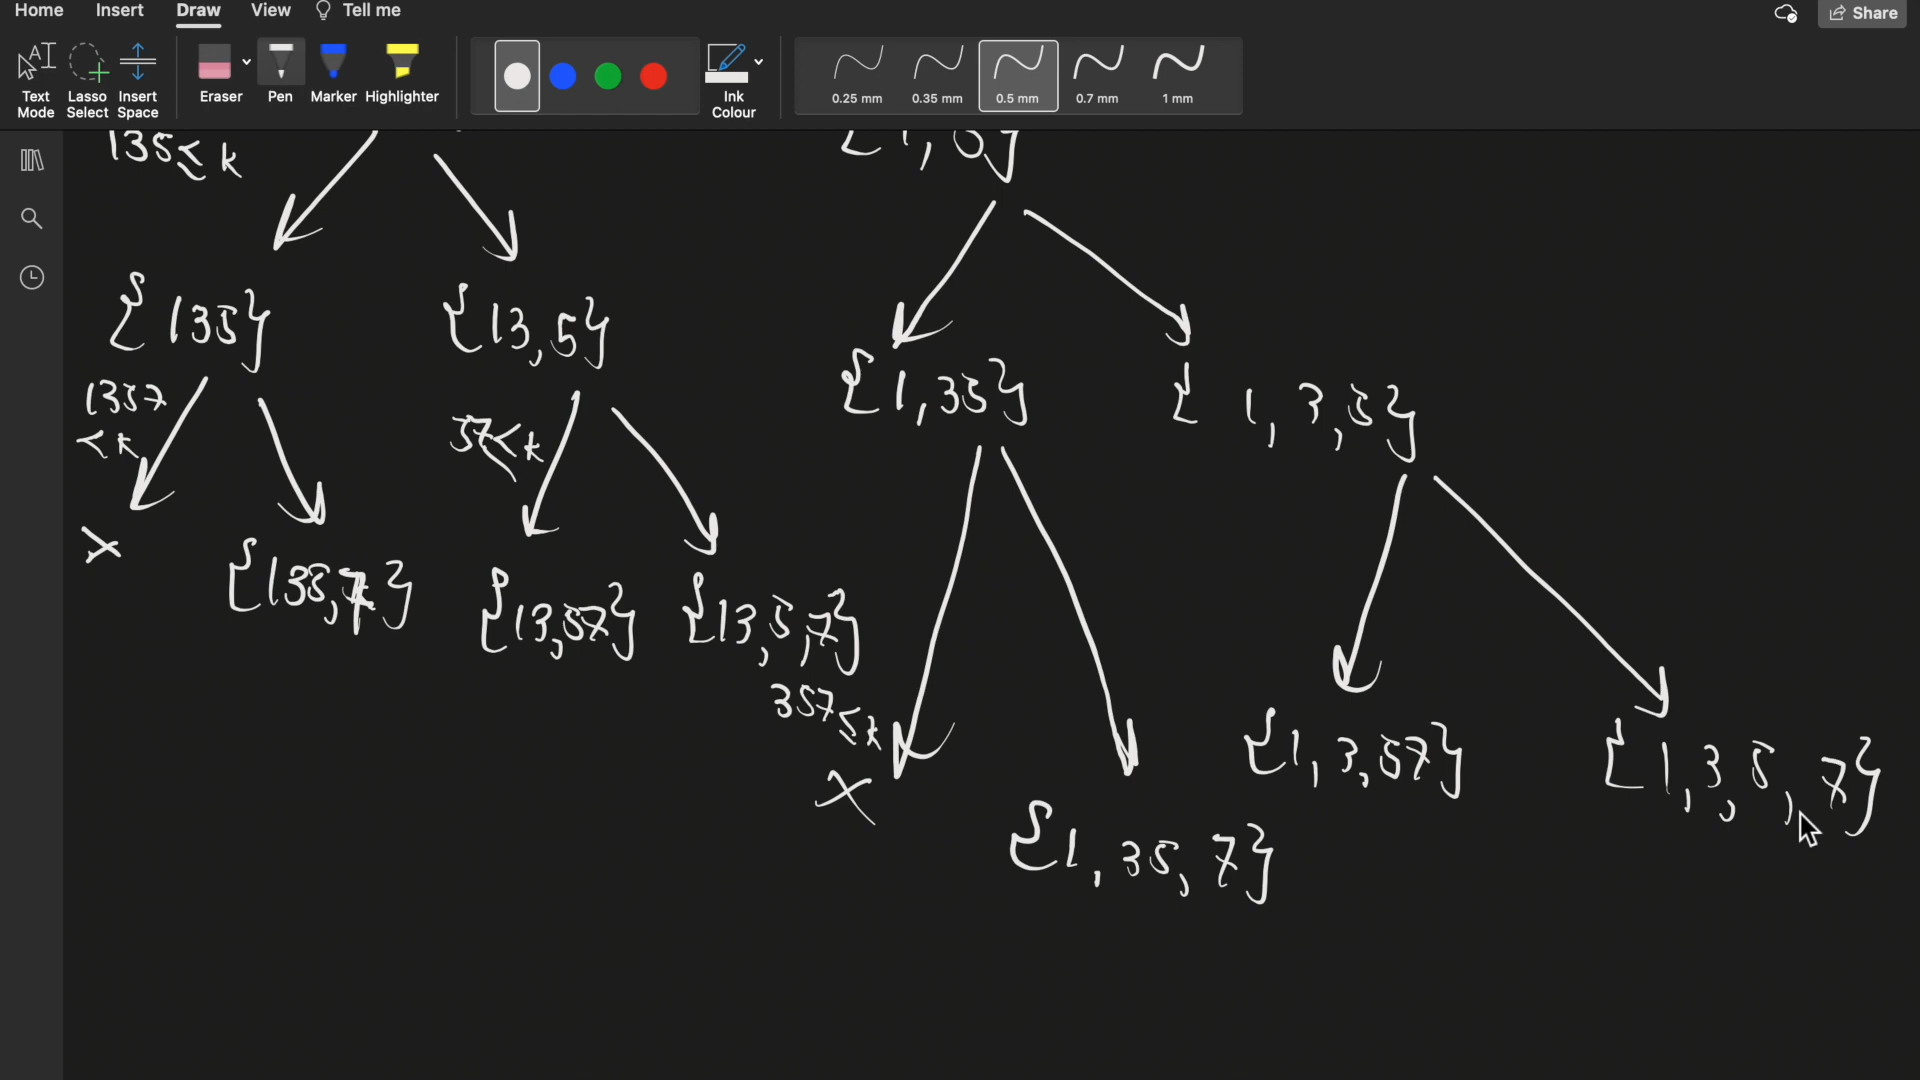 Home Insert Draw View Tell me Share
Text Mode
Lasso Select
Insert Space
Eraser
Pen
Marker
Highlighter
Ink Colour
0.25 mm
0.35 mm
0.5 mm
0.7 mm
1 mm
135 ≤ k
{135}
{13,5}
{1,35}
{1,3,5}
1357
< k
57 < k
X
{135,7}
{13,57}
{13,5,7}
357 ≤ k
X
{1,35,7}
{1,3,57}
{1,3,5,7}